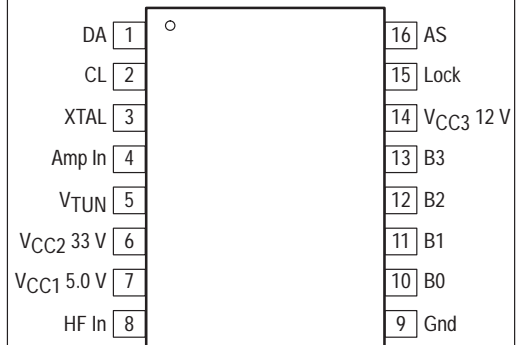 DA 1
CL 2
XTAL 3
Amp In 4
VTUN 5
VCC2 33 V 6
VCC1 5.0 V 7
HF In 8
16 AS
15 Lock
14 VCC3 12 V
13 B3
12 B2
11 B1
10 B0
9 Gnd